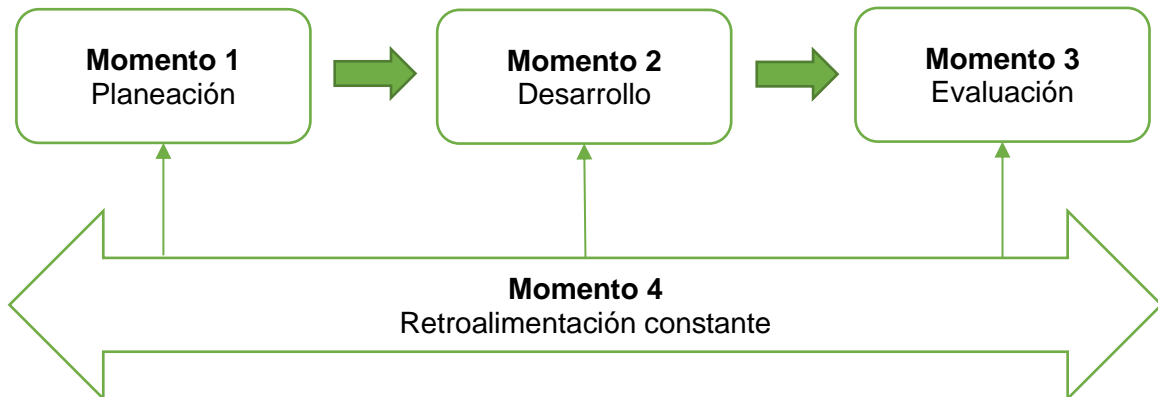 Momento 1
Planeación
Momento 2
Desarrollo
Momento 3
Evaluación
Momento 4
Retroalimentación constante